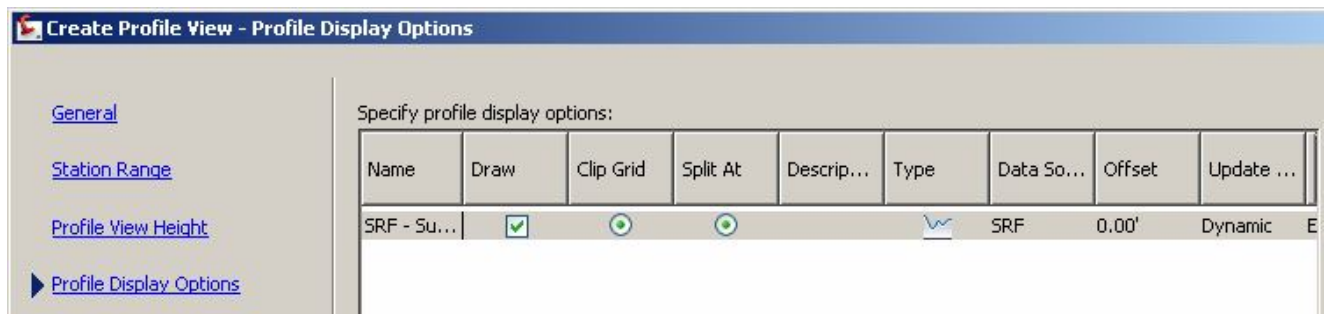 Create Profile View - Profile Display Options
General
Station Range
Profile View Height
Profile Display Options
Specify profile display options:
Name Draw Clip Grid Split At Descrip... Type Data So... Offset Update ...
SRF - Su... SRF 0.00' Dynamic E